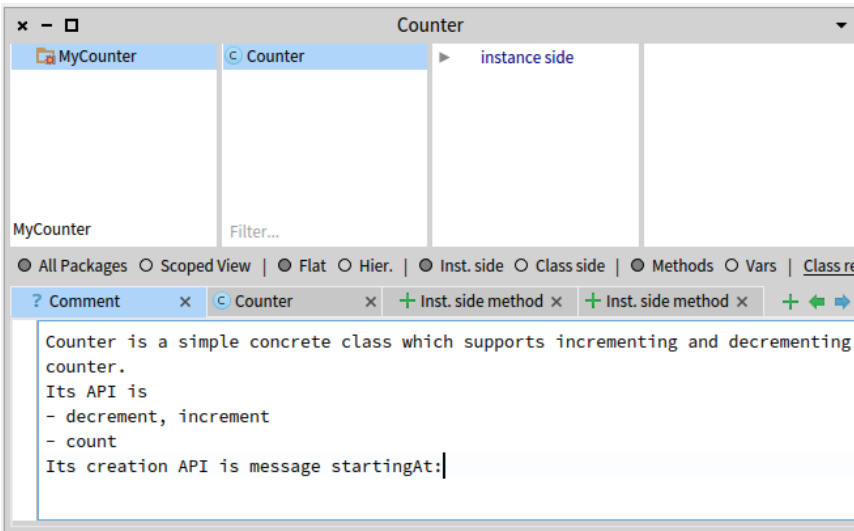 Counter
MyCounter Counter instance side
MyCounter Filter...
All Packages Scoped View | Flat Hier. | Inst. side Class side | Methods Vars | Class re
? Comment × Counter × Inst. side method × Inst. side method ×
Counter is a simple concrete class which supports incrementing and decrementing
counter.
Its API is
- decrement, increment
- count
Its creation API is message startingAt: